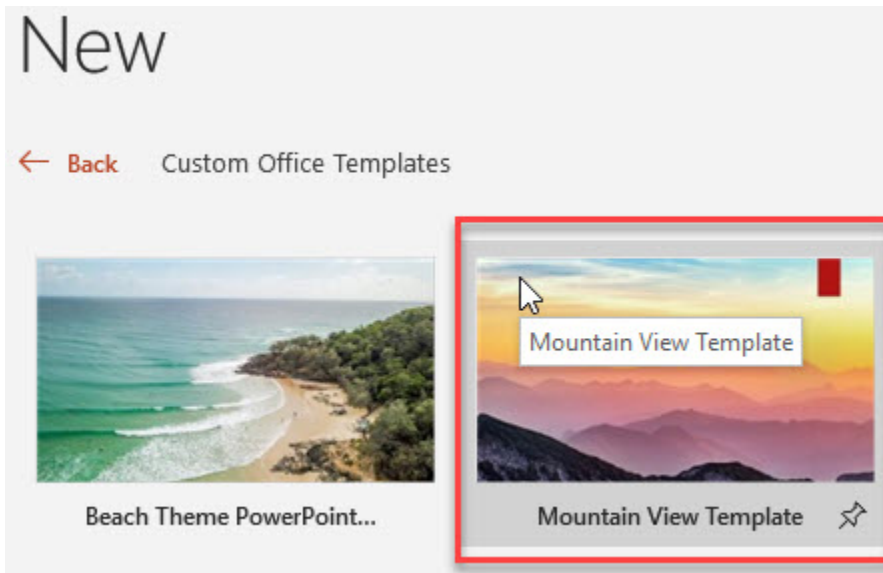 New
← Back Custom Office Templates
Mountain View Template
Beach Theme PowerPoint...
Mountain View Template